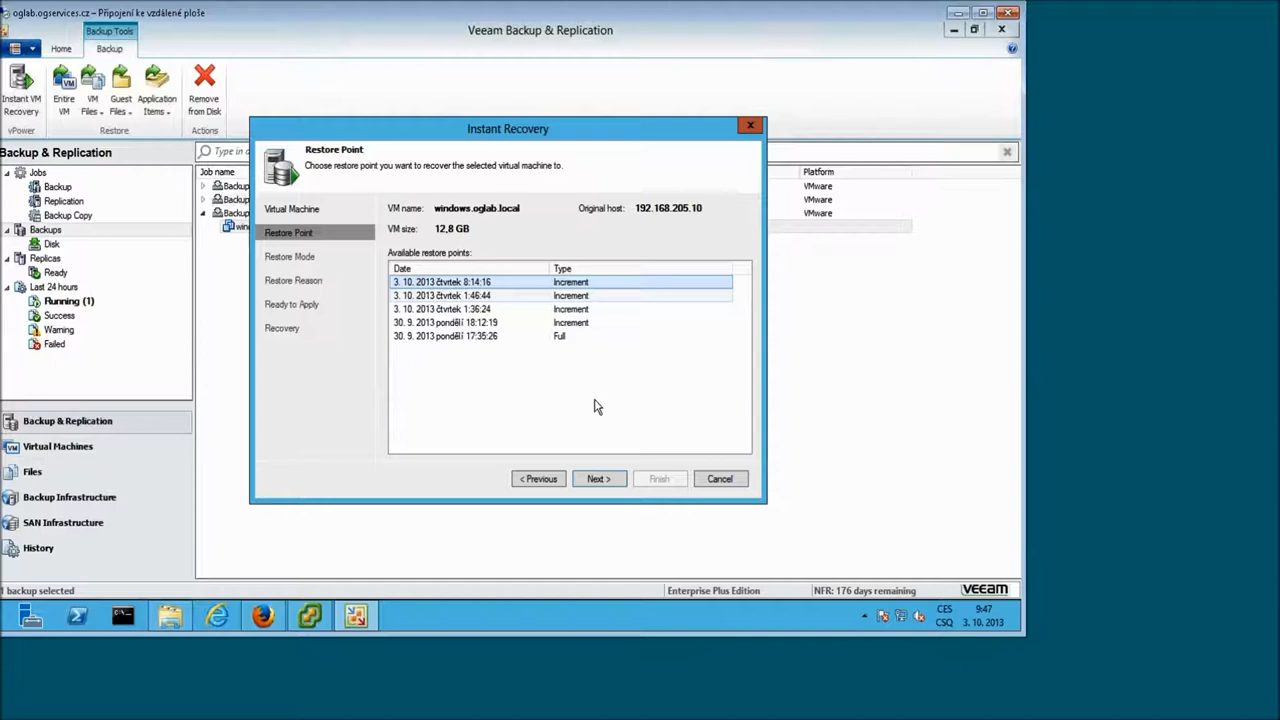 oglab.ogservices.cz – Připojení ke vzdálené ploše
Backup Tools
Veeam Backup & Replication
Home
Backup
Instant VM Recovery
Entire VM
VM Files
Guest Files
Application Items
Remove from Disk
vPower
Restore
Actions
Backup & Replication
Type in
Jobs
Backup
Replication
Backup Copy
Backups
Disk
Replicas
Ready
Last 24 hours
Running (1)
Success
Warning
Failed
Backup & Replication
Virtual Machines
Files
Backup Infrastructure
SAN Infrastructure
History
Job name
Platform
Backup
VMware
Backup
VMware
Backup
VMware
Instant Recovery
Restore Point
Choose restore point you want to recover the selected virtual machine to.
Virtual Machine
Restore Point
Restore Mode
Restore Reason
Ready to Apply
Recovery
VM name: windows.oglab.local Original host: 192.168.205.10
VM size: 12,8 GB
Available restore points:
Date Type
3. 10. 2013 čtvrtek 8:14:16 Increment
3. 10. 2013 čtvrtek 1:46:44 Increment
3. 10. 2013 čtvrtek 1:36:24 Increment
30. 9. 2013 pondělí 18:12:19 Increment
30. 9. 2013 pondělí 17:35:26 Full
< Previous
Next >
Finish
Cancel
1 backup selected
Enterprise Plus Edition
NFR: 176 days remaining
veeam
CES 9:47
CSQ 3. 10. 2013